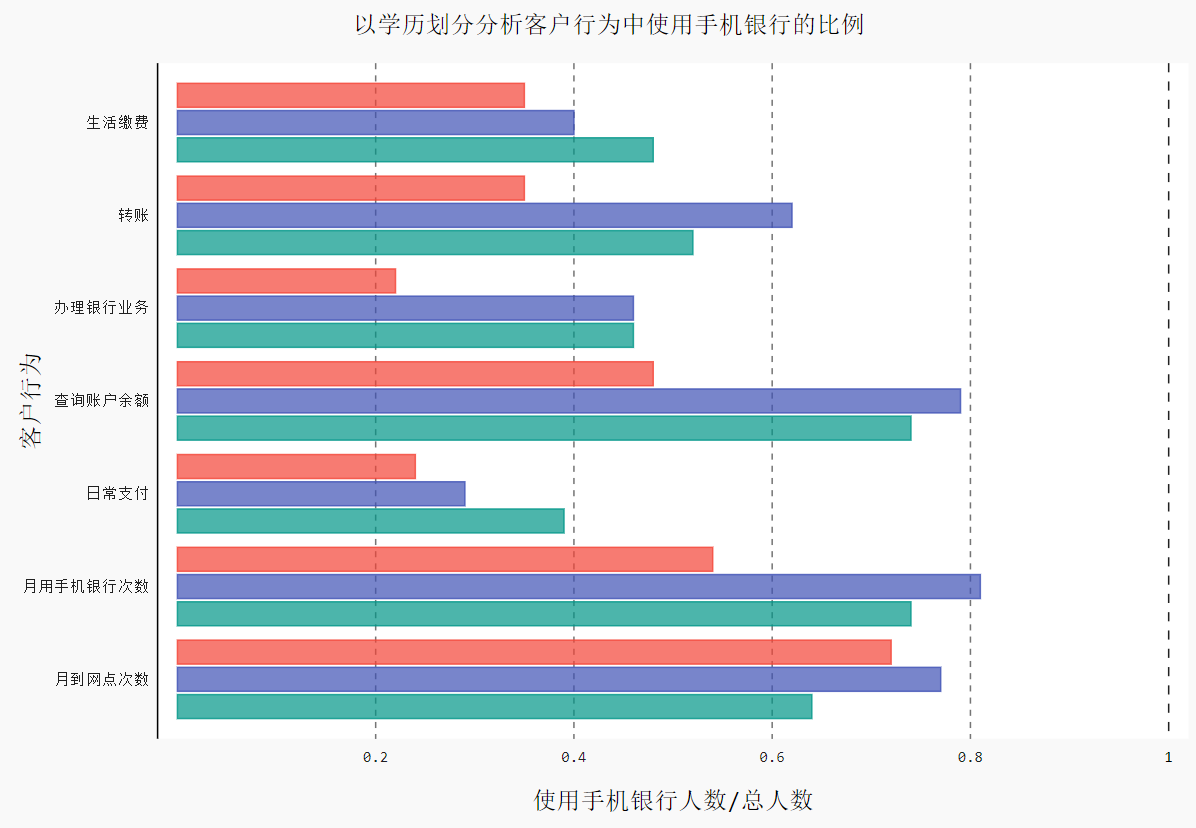 以学历划分分析客户行为中使用手机银行的比例
生活缴费
转账
办理银行业务
查询账户余额
日常支付
月用手机银行次数
月到网点次数
客户行为
0.2 0.4 0.6 0.8 1
使用手机银行人数/总人数